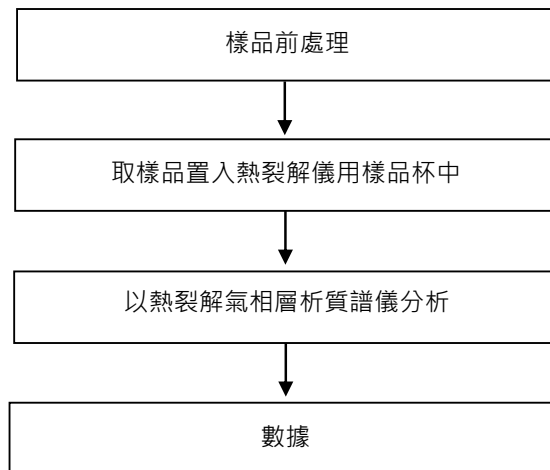 樣品前處理
取樣品置入熱裂解儀用樣品杯中
以熱裂解氣相層析質譜儀分析
數據